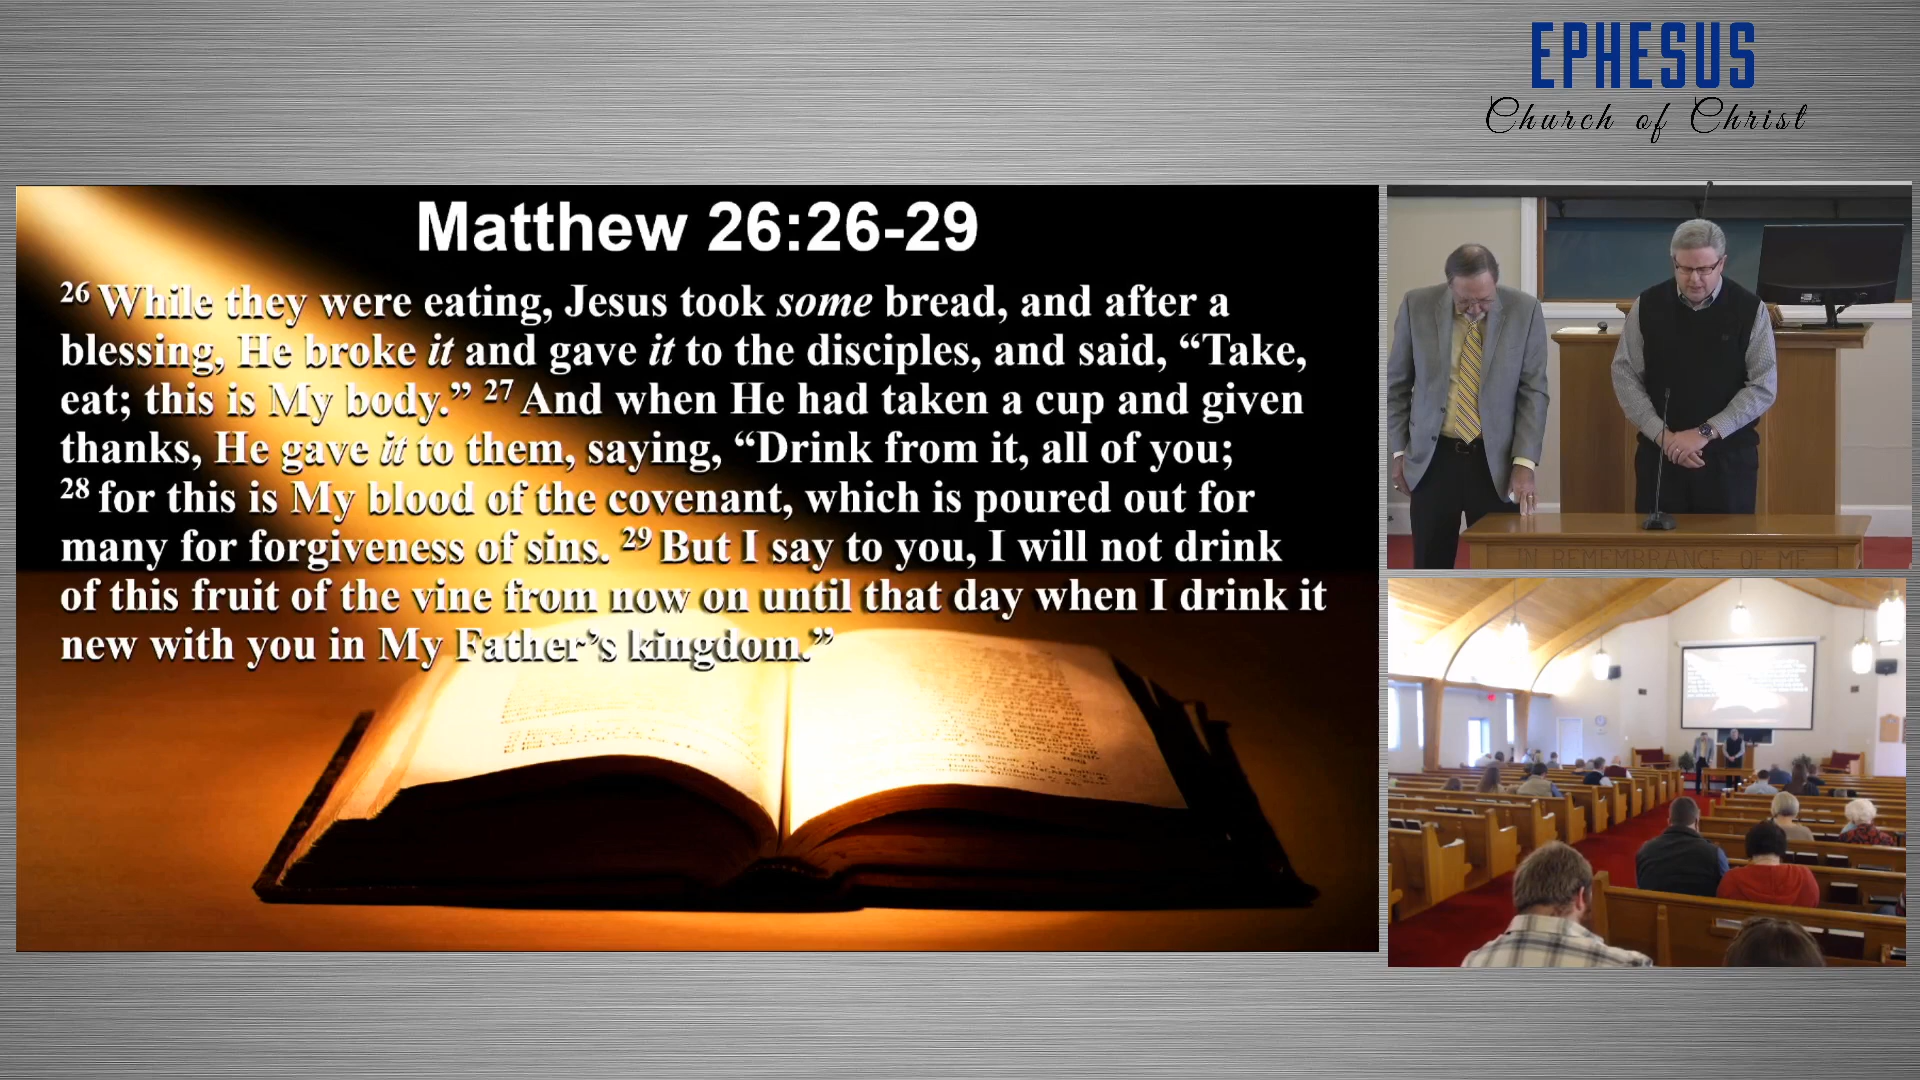 EPHESUS
Church of Christ
Matthew 26:26-29
26 While they were eating, Jesus took some bread, and after a
blessing, He broke it and gave it to the disciples, and said, “Take,
eat; this is My body.” 27 And when He had taken a cup and given
thanks, He gave it to them, saying, “Drink from it, all of you;
28 for this is My blood of the covenant, which is poured out for
many for forgiveness of sins. 29 But I say to you, I will not drink
of this fruit of the vine from now on until that day when I drink it
new with you in My Father’s kingdom.”
IN REMEMBRANCE OF ME